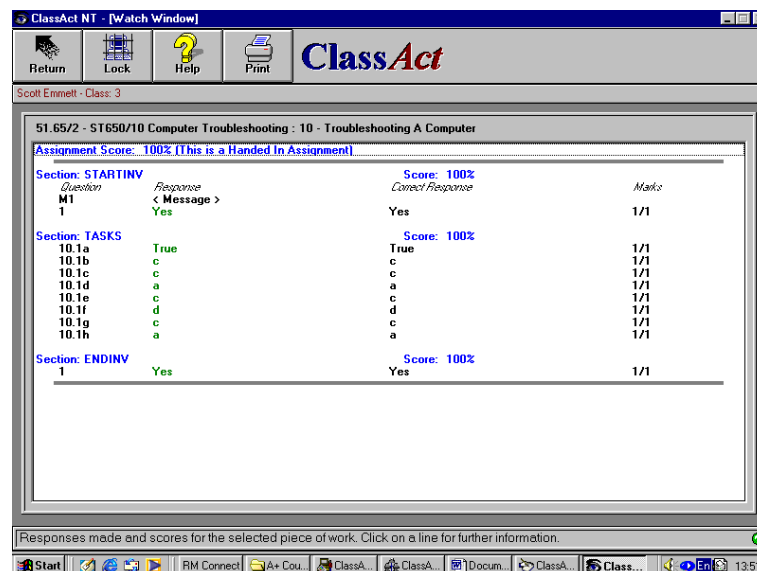 ClassAct NT - [Watch Window]
Return Lock Help Print ClassAct
Scott Emmett - Class: 3
51.65/2 - ST650/10 Computer Troubleshooting : 10 - Troubleshooting A Computer
Assignment Score: 100% (This is a Handed In Assignment)
Section: STARTINV Score: 100%
Question Response Correct Response Marks
M1 < Message >
1 Yes Yes 1/1
Section: TASKS Score: 100%
10.1a True True 1/1
10.1b c c 1/1
10.1c c c 1/1
10.1d a a 1/1
10.1e c c 1/1
10.1f d d 1/1
10.1g c c 1/1
10.1h a a 1/1
Section: ENDINV Score: 100%
1 Yes Yes 1/1
Responses made and scores for the selected piece of work. Click on a line for further information.
Start RM Connect A+ Cou... ClassA... ClassA... Docum... ClassA... Class... En 13:5